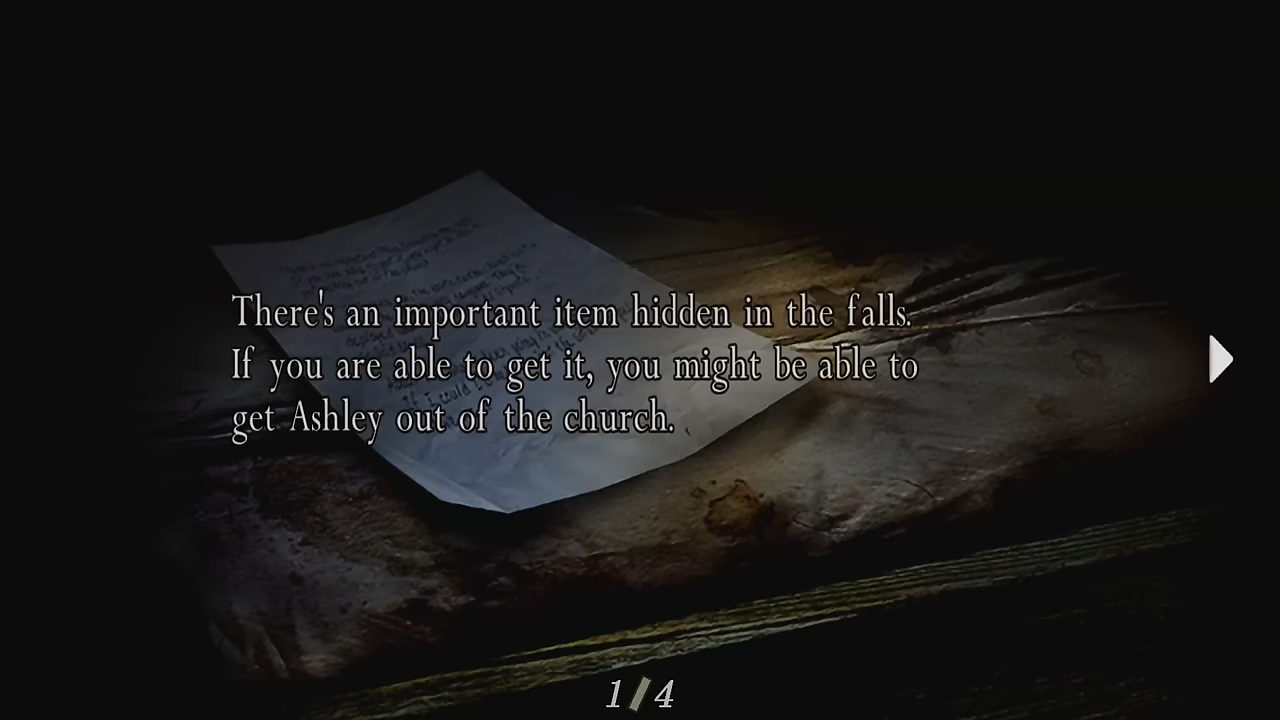 There's an important item hidden in the falls.
If you are able to get it, you might be able to
get Ashley out of the church.
1/4